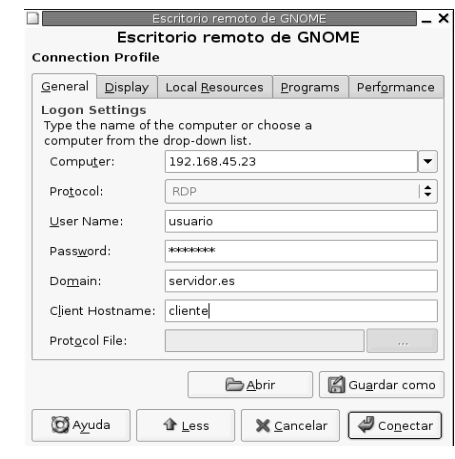 Escritorio remoto de GNOME
Escritorio remoto de GNOME
Connection Profile
General Display Local Resources Programs Performance
Logon Settings
Type the name of the computer or choose a
computer from the drop-down list.
Computer: 192.168.45.23
Protocol: RDP
User Name: usuario
Password: *******
Domain: servidor.es
Client Hostname: cliente
Protocol File: ...
Abrir Guardar como
Ayuda Less Cancelar Conectar